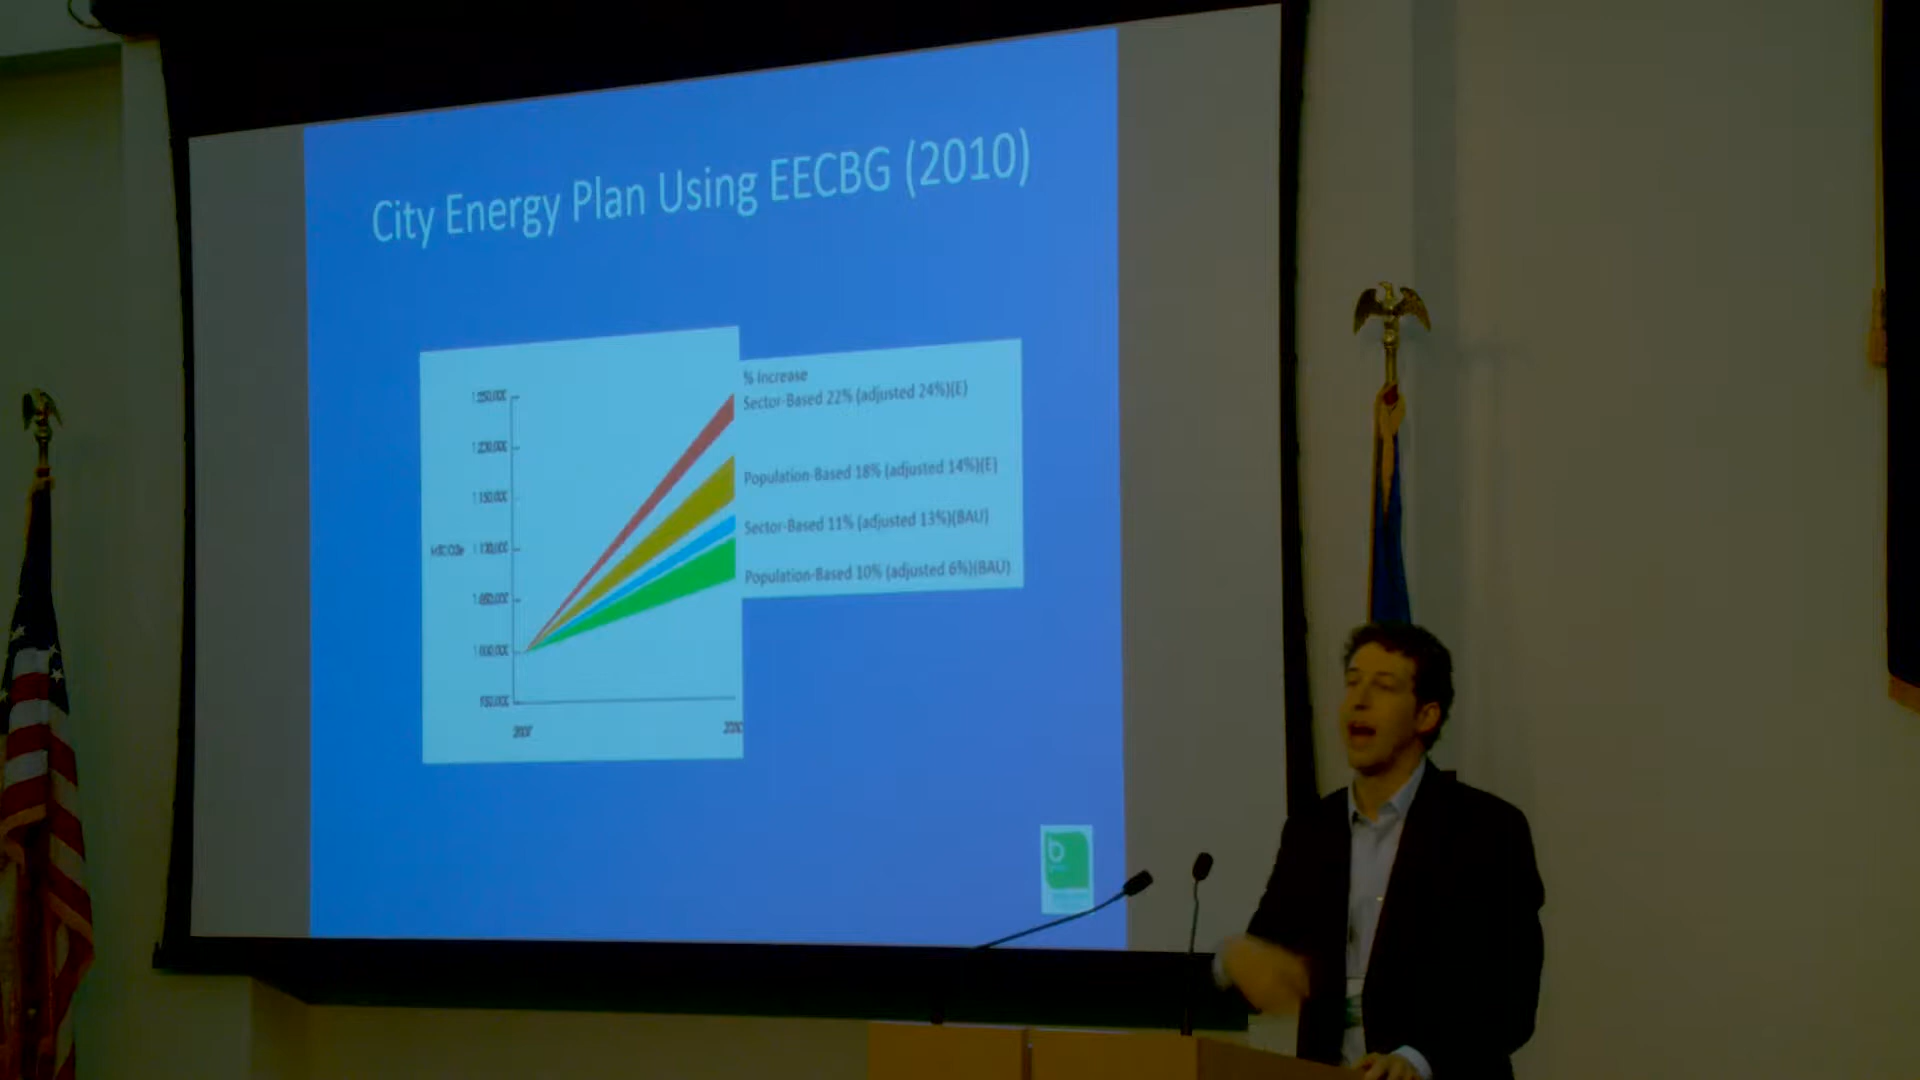 City Energy Plan Using EECBG (2010)
% Increase
Sector-Based 22% (adjusted 24%)(E)
Population-Based 18% (adjusted 14%)(E)
Sector-Based 11% (adjusted 13%)(BAU)
Population-Based 10% (adjusted 6%)(BAU)
b